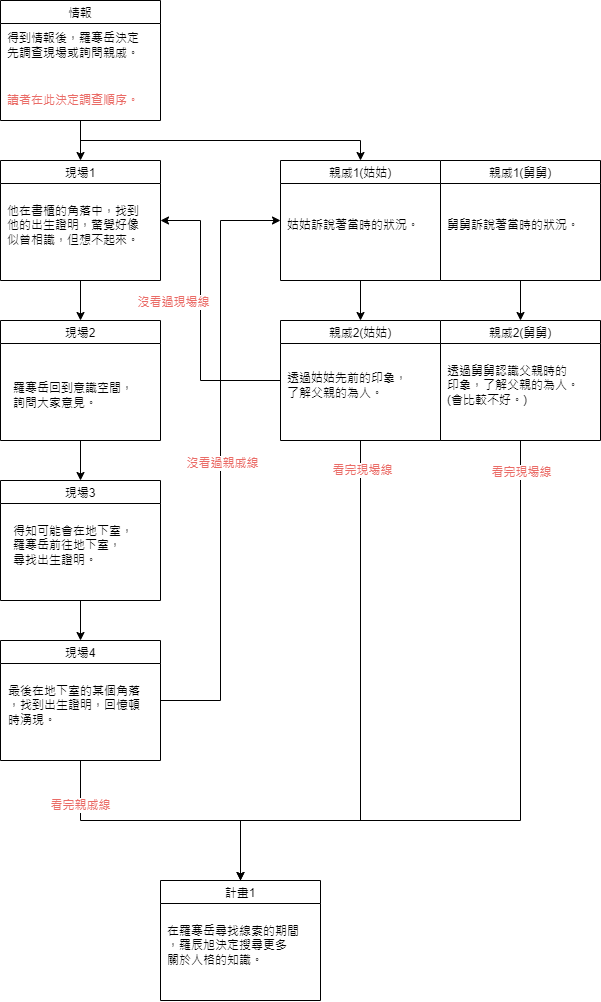 情報
得到情報後，羅寒岳決定
先調查現場或詢問親戚。
讀者在此決定調查順序。
現場1
他在書櫃的角落中，找到
他的出生證明，驚覺好像
似曾相識，但想不起來。
親戚1(姑姑)
姑姑訴說著當時的狀況。
親戚1(舅舅)
舅舅訴說著當時的狀況。
沒看過現場線
現場2
羅寒岳回到意識空間，
詢問大家意見。
親戚2(姑姑)
透過姑姑先前的印象，
了解父親的為人。
親戚2(舅舅)
透過舅舅認識父親時的
印象，了解父親的為人。
(會比較不好。)
沒看過親戚線
看完現場線
看完現場線
現場3
得知可能會在地下室，
羅寒岳前往地下室，
尋找出生證明。
現場4
最後在地下室的某個角落
，找到出生證明，回憶頓
時湧現。
看完親戚線
計畫1
在羅寒岳尋找線索的期間
，羅辰旭決定搜尋更多
關於人格的知識。